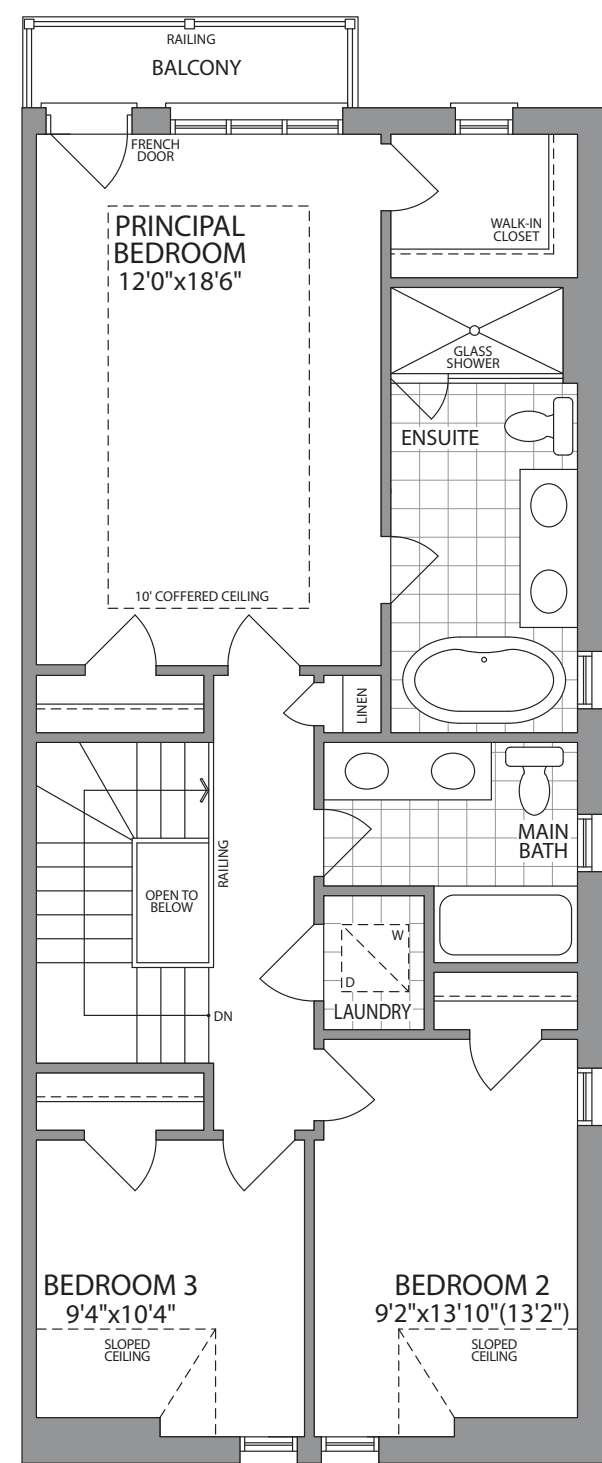 RAILING
BALCONY
FRENCH
DOOR
PRINCIPAL
BEDROOM
12'0"x18'6"
WALK-IN
CLOSET
GLASS
SHOWER
ENSUITE
10' COFFERED CEILING
LINEN
MAIN
BATH
RAILING
OPEN TO
BELOW
W
D
LAUNDRY
DN
BEDROOM 3
9'4"x10'4"
SLOPED
CEILING
BEDROOM 2
9'2"x13'10"(13'2")
SLOPED
CEILING